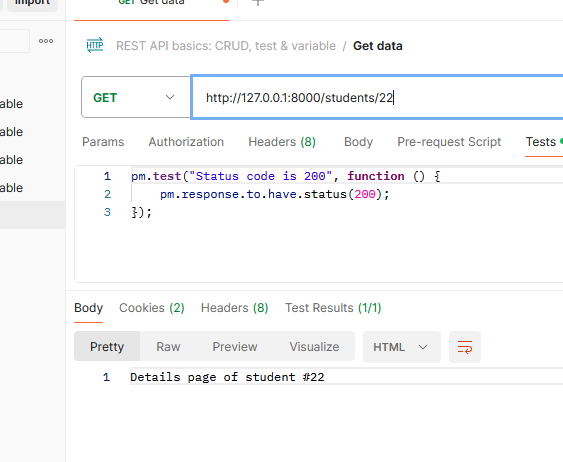 Import
GET Get data
HTTP REST API basics: CRUD, test & variable / Get data
GET http://127.0.0.1:8000/students/22
able
able
able
able
Params Authorization Headers (8) Body Pre-request Script Tests
1 pm.test("Status code is 200", function () {
2 pm.response.to.have.status(200);
3 });
Body Cookies (2) Headers (8) Test Results (1/1)
Pretty Raw Preview Visualize HTML
1 Details page of student #22